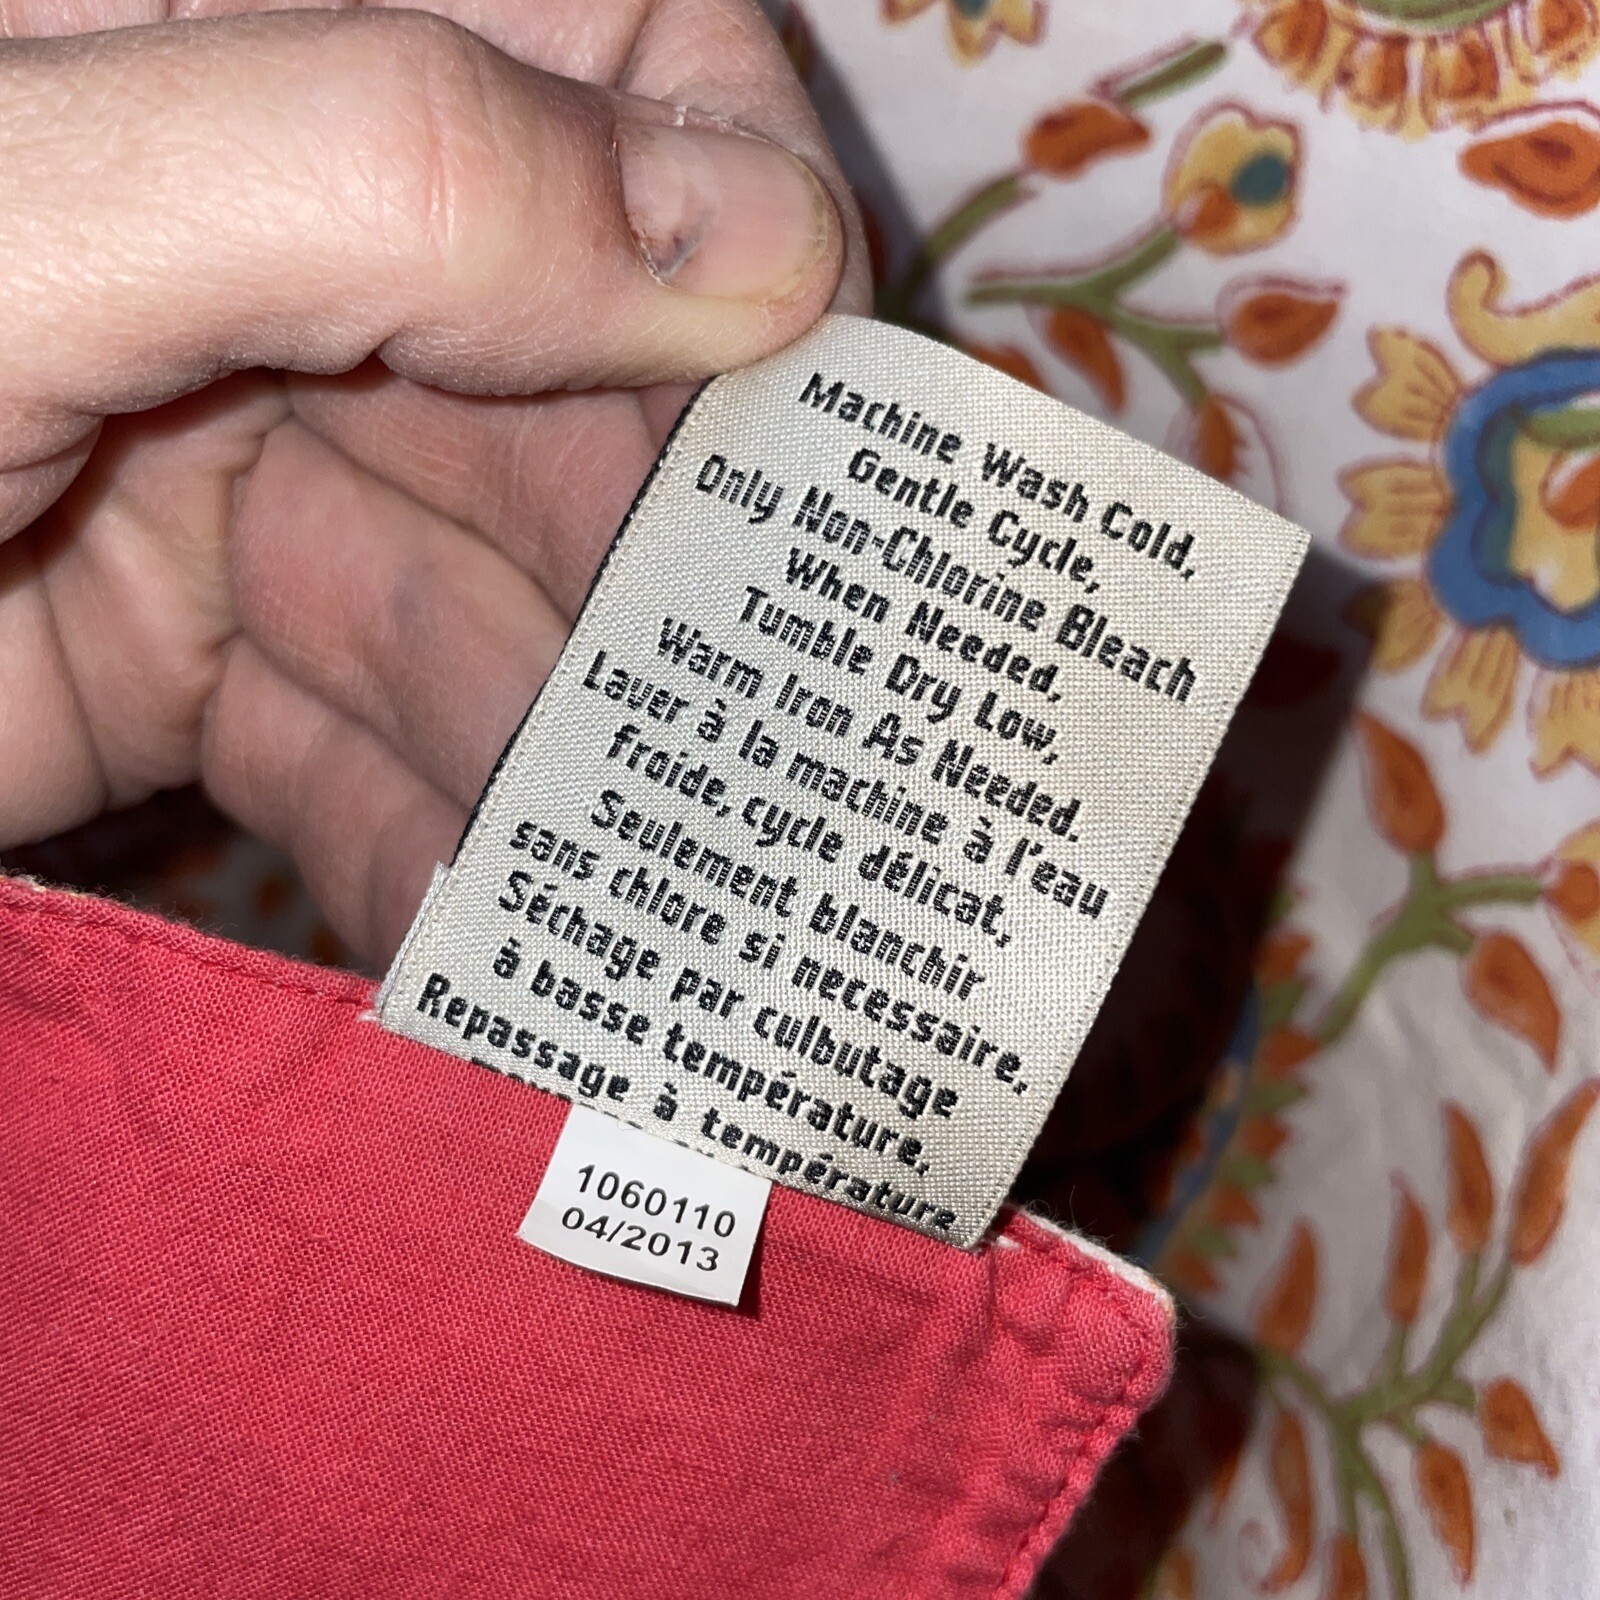 Machine Wash Cold,
Gentle Cycle,
Only Non-Chlorine Bleach
When Needed,
Tumble Dry Low,
Warm Iron As Needed.
Laver à la machine à l'eau
froide, cycle délicat,
Seulement blanchir
sans chlore si necessaire,
Séchage par culbutage
à basse température,
Repassage à température
1060110
04/2013